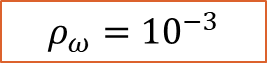 𝜌_𝜔 = 10⁻³